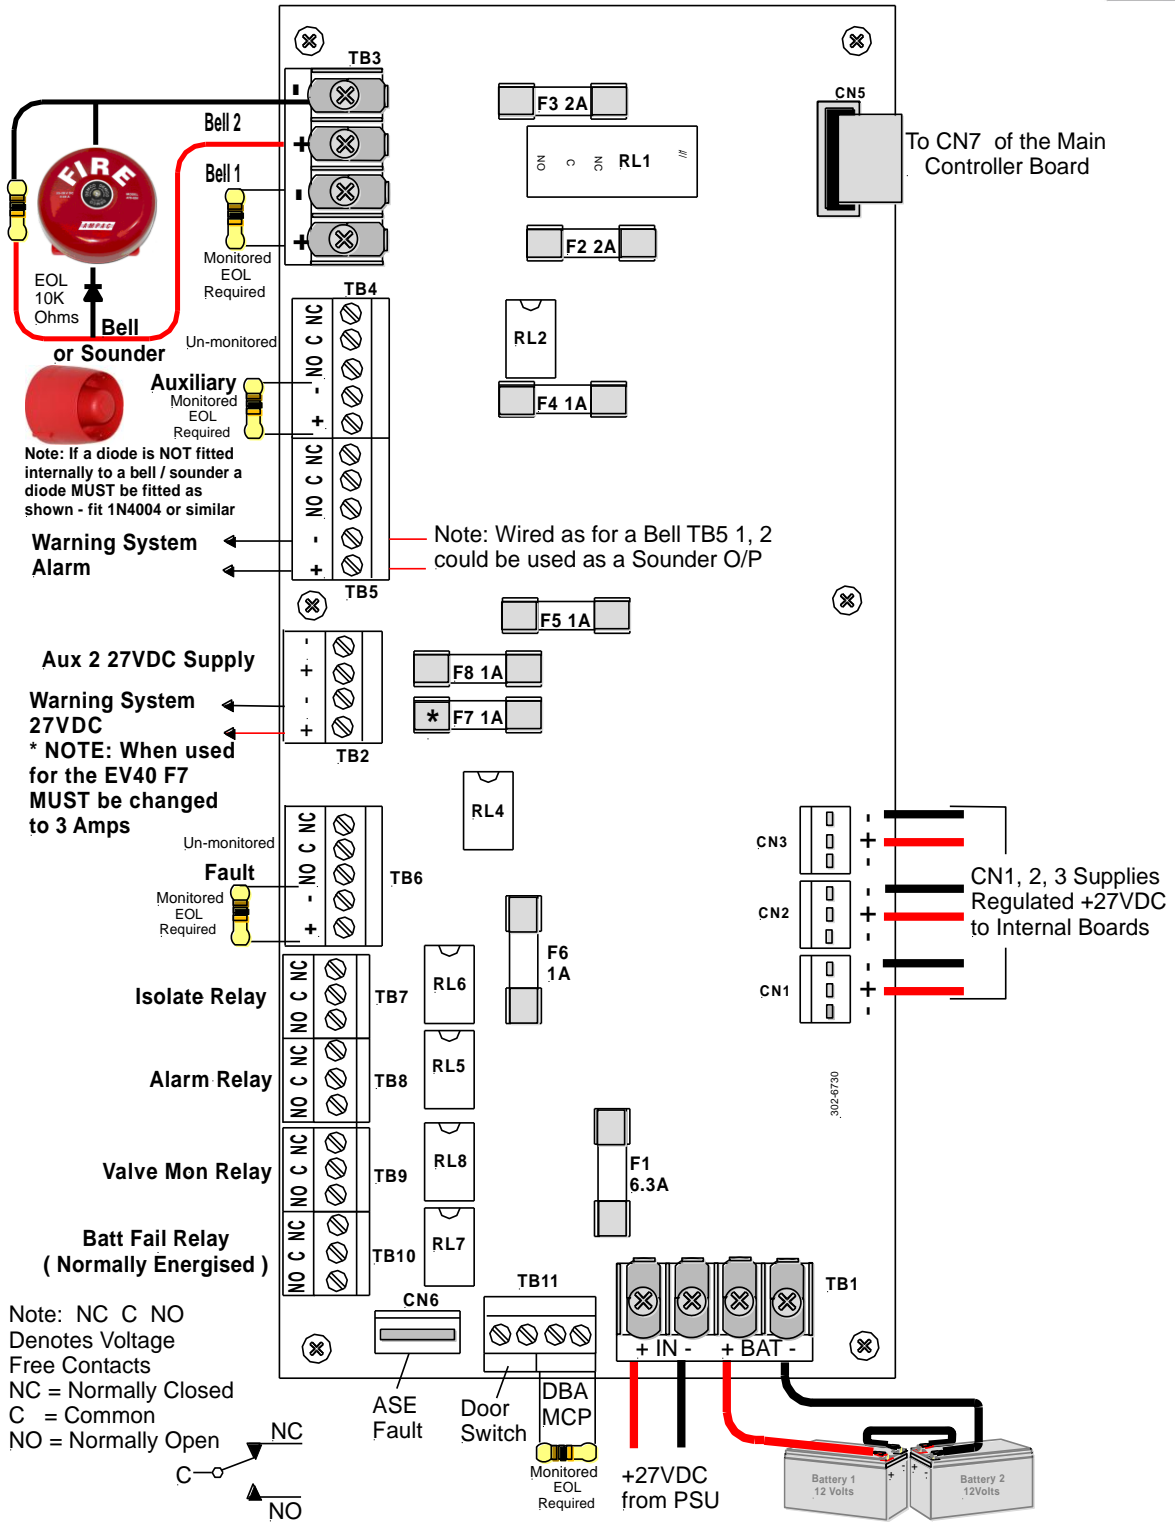 TB3
-
Bell 2
+
Bell 1
-
+
Monitored
EOL
Required
FIRE
AMPAC
EOL
10K
Ohms
Bell
or Sounder
F3 2A
NO
C
NC
RL1
F2 2A
CN5
To CN7 of the Main
Controller Board
TB4
NO C NC
- +
Un-monitored
Auxiliary
Monitored
EOL
Required
RL2
F4 1A
Note: If a diode is NOT fitted
internally to a bell / sounder a
diode MUST be fitted as
shown - fit 1N4004 or similar
NO C NC
-
+
Warning System
Alarm
Note: Wired as for a Bell TB5 1, 2
could be used as a Sounder O/P
TB5
F5 1A
Aux 2 27VDC Supply
-
+
-
+
F8 1A
* F7 1A
Warning System
27VDC
* NOTE: When used
for the EV40 F7
MUST be changed
to 3 Amps
TB2
RL4
NO C NC
-
+
Un-monitored
Fault
Monitored
EOL
Required
TB6
F6
1A
CN3
-
+
-
CN2
-
+
-
CN1
-
+
-
CN1, 2, 3 Supplies
Regulated +27VDC
to Internal Boards
Isolate Relay
NO C NC
TB7
RL6
Alarm Relay
NO C NC
TB8
RL5
302-6730
Valve Mon Relay
NO C NC
TB9
RL8
F1
6.3A
Batt Fail Relay
( Normally Energised )
NO C NC
TB10
RL7
CN6
ASE
Fault
TB11
Door
Switch
DBA
MCP
Monitored
EOL
Required
TB1
+ IN - + BAT -
+27VDC
from PSU
Battery 1
12 Volts
+ -
Battery 2
12Volts
+ -
Note: NC C NO
Denotes Voltage
Free Contacts
NC = Normally Closed
C = Common
NO = Normally Open
NC
C
NO